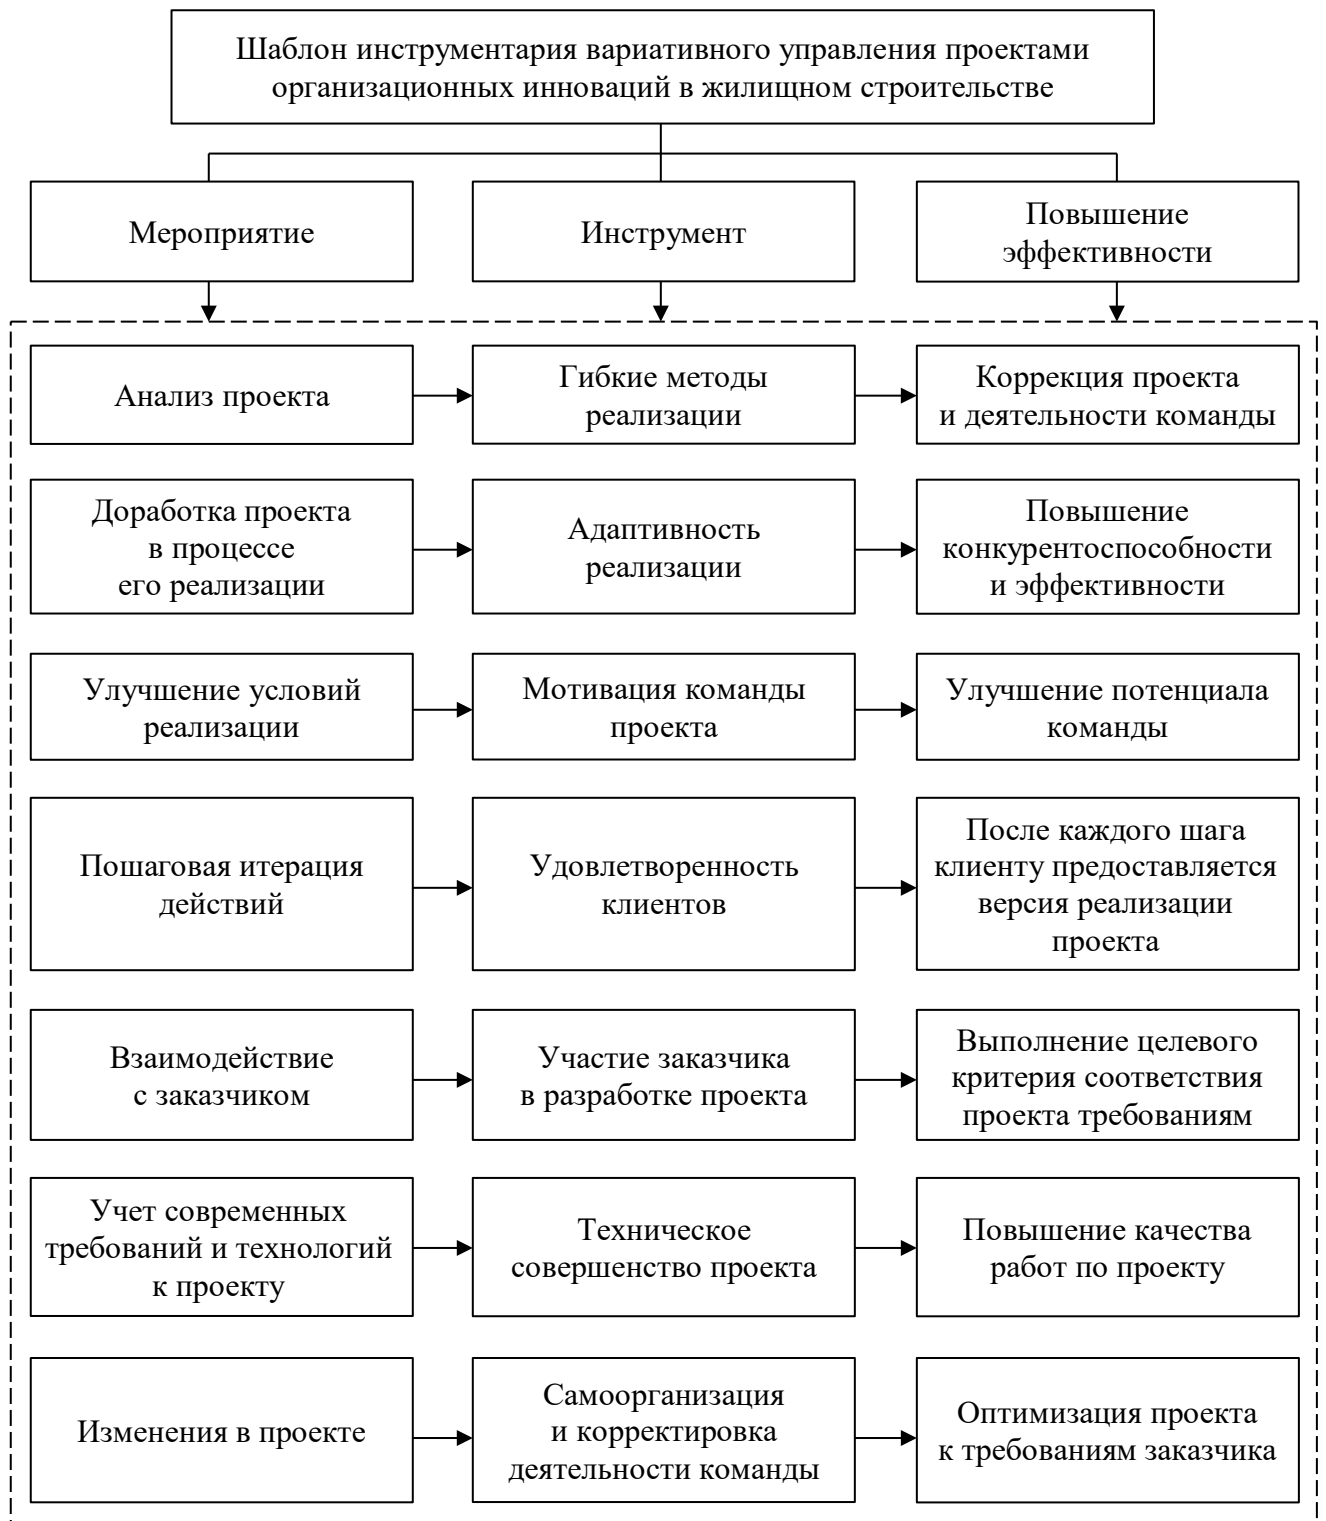 Шаблон инструментария вариативного управления проектами
организационных инноваций в жилищном строительстве
Мероприятие
Инструмент
Повышение
эффективности
Анализ проекта
Гибкие методы
реализации
Коррекция проекта
и деятельности команды
Доработка проекта
в процессе
его реализации
Адаптивность
реализации
Повышение
конкурентоспособности
и эффективности
Улучшение условий
реализации
Мотивация команды
проекта
Улучшение потенциала
команды
Пошаговая итерация
действий
Удовлетворенность
клиентов
После каждого шага
клиенту предоставляется
версия реализации
проекта
Взаимодействие
с заказчиком
Участие заказчика
в разработке проекта
Выполнение целевого
критерия соответствия
проекта требованиям
Учет современных
требований и технологий
к проекту
Техническое
совершенство проекта
Повышение качества
работ по проекту
Изменения в проекте
Самоорганизация
и корректировка
деятельности команды
Оптимизация проекта
к требованиям заказчика